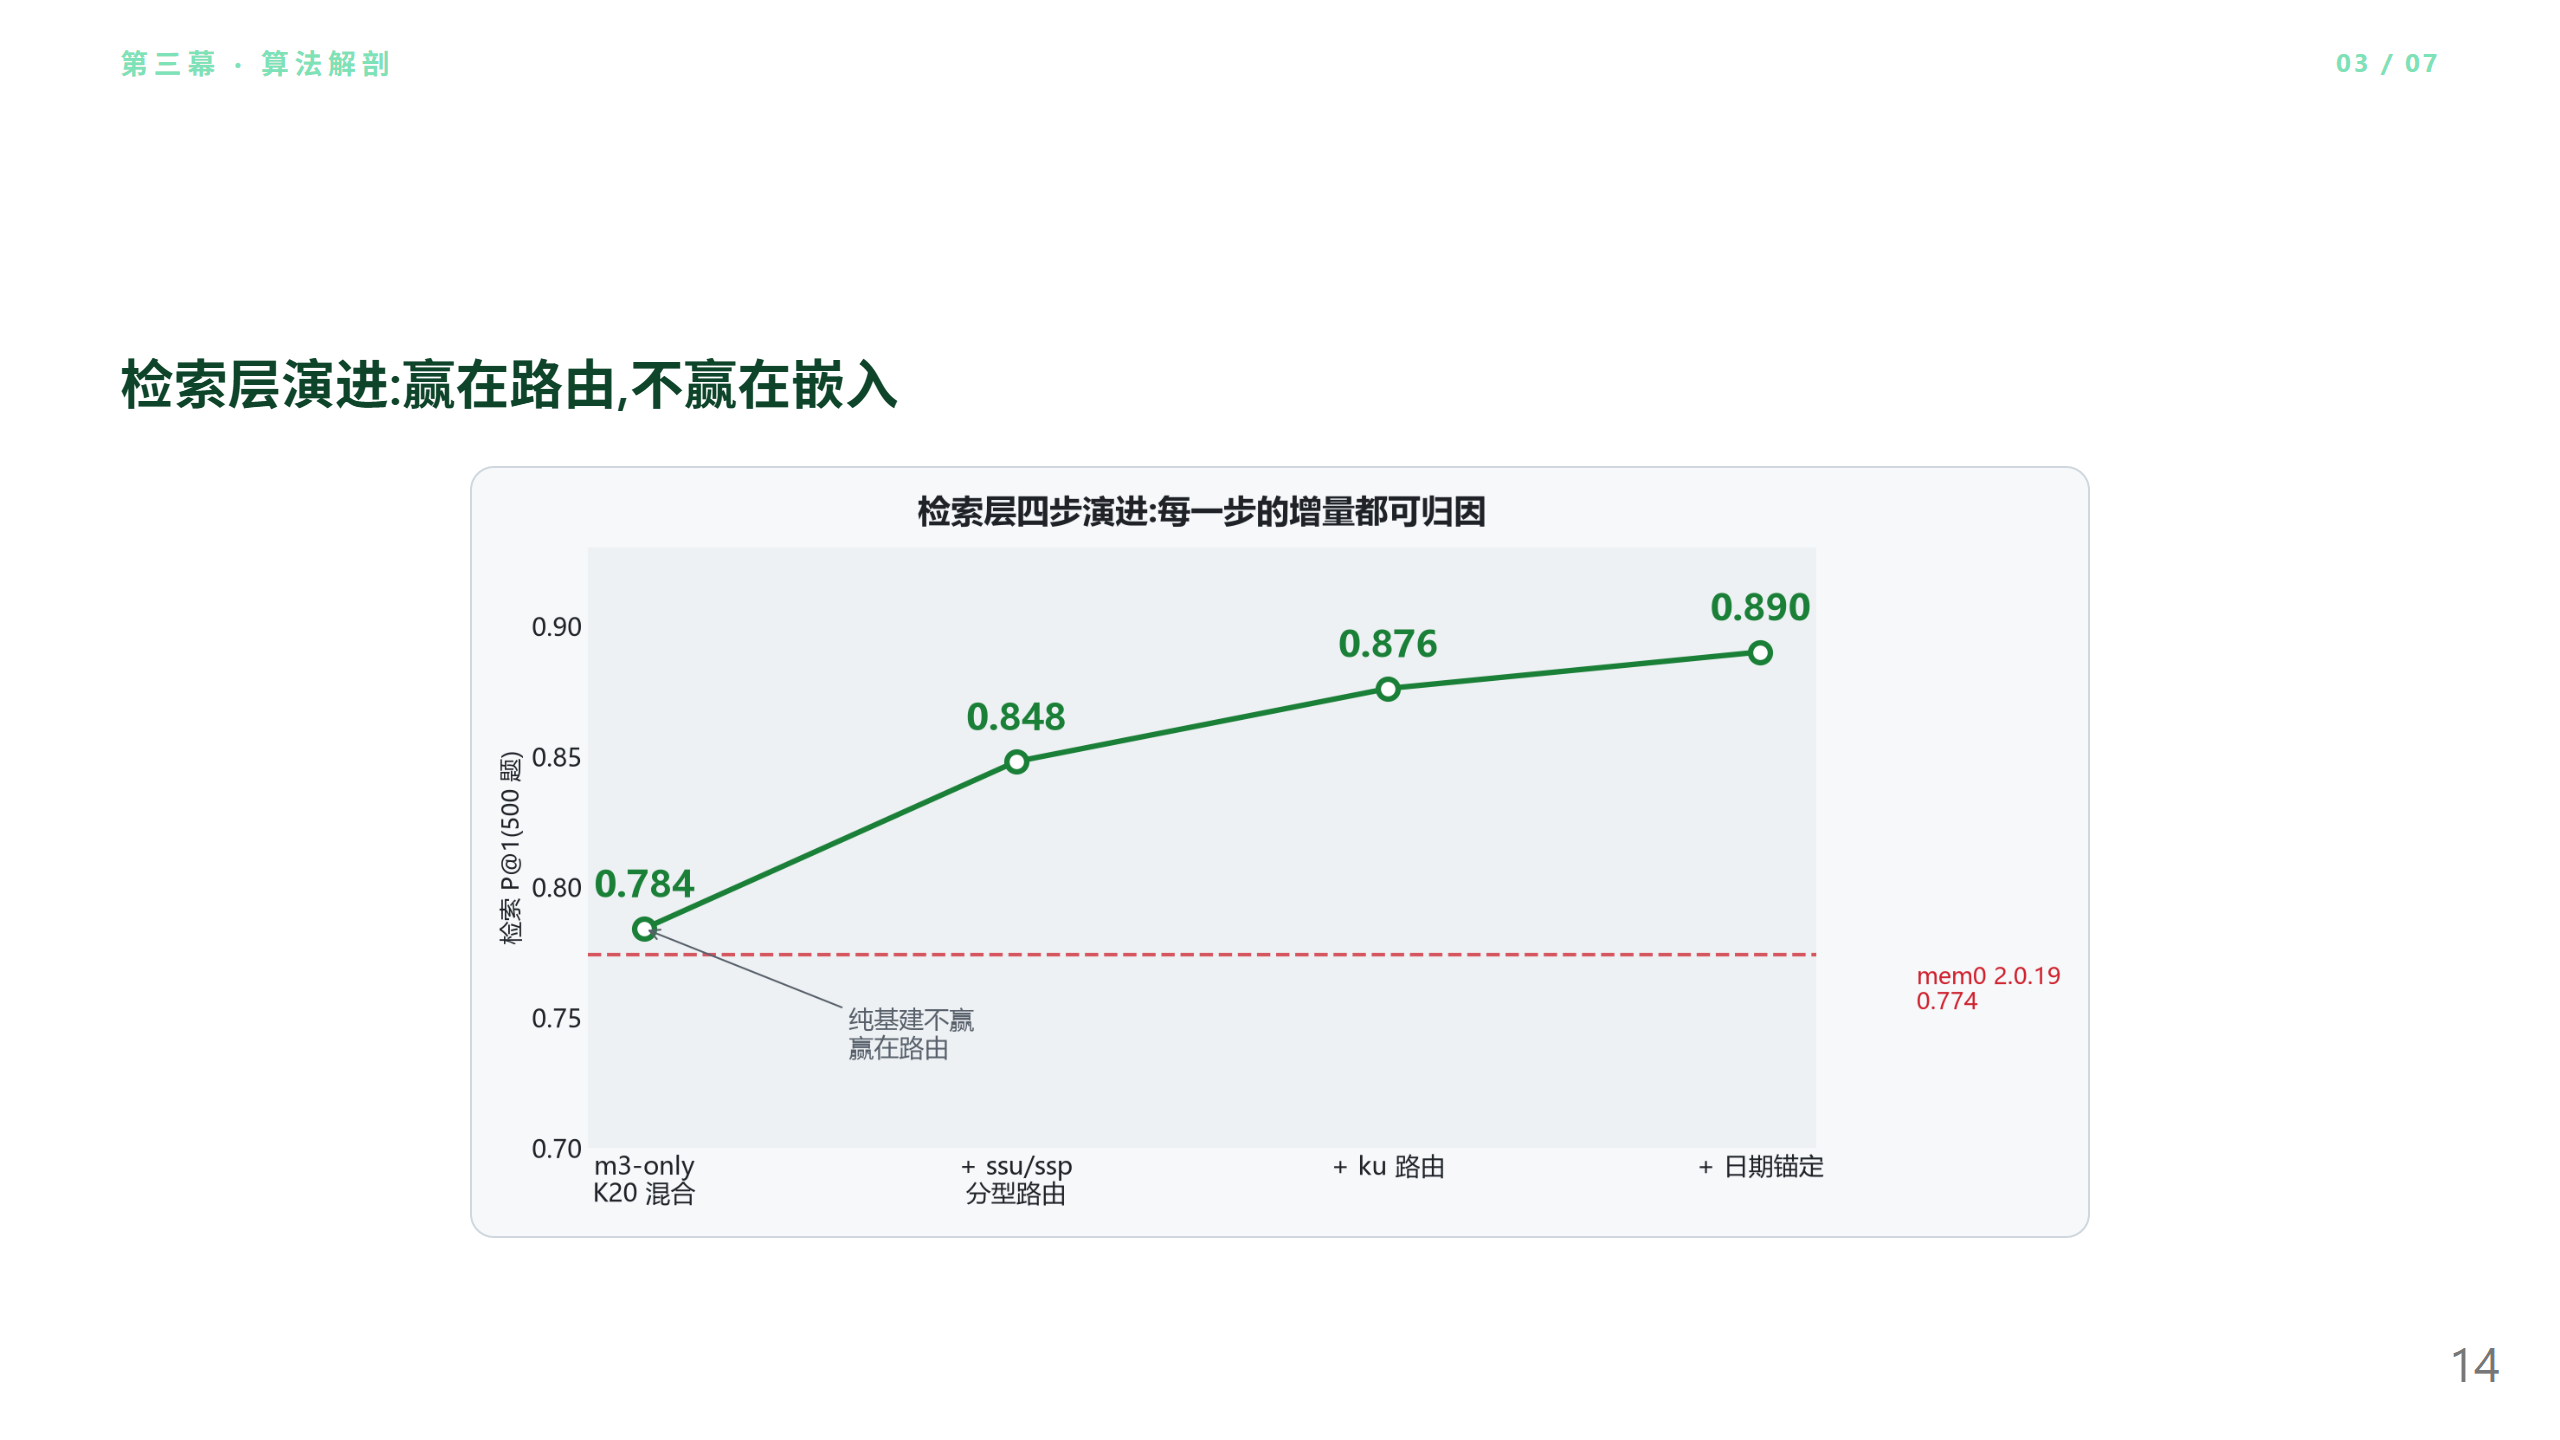 第三幕 · 算法解剖
03 / 07
检索层演进:赢在路由,不赢在嵌入
检索层四步演进:每一步的增量都可归因
检索 P@1(500 题)
0.90
0.85
0.80
0.75
0.70
0.784
0.848
0.876
0.890
纯基建不赢
赢在路由
mem0 2.0.19
0.774
m3-only
K20 混合
+ ssu/ssp
分型路由
+ ku 路由
+ 日期锚定
14